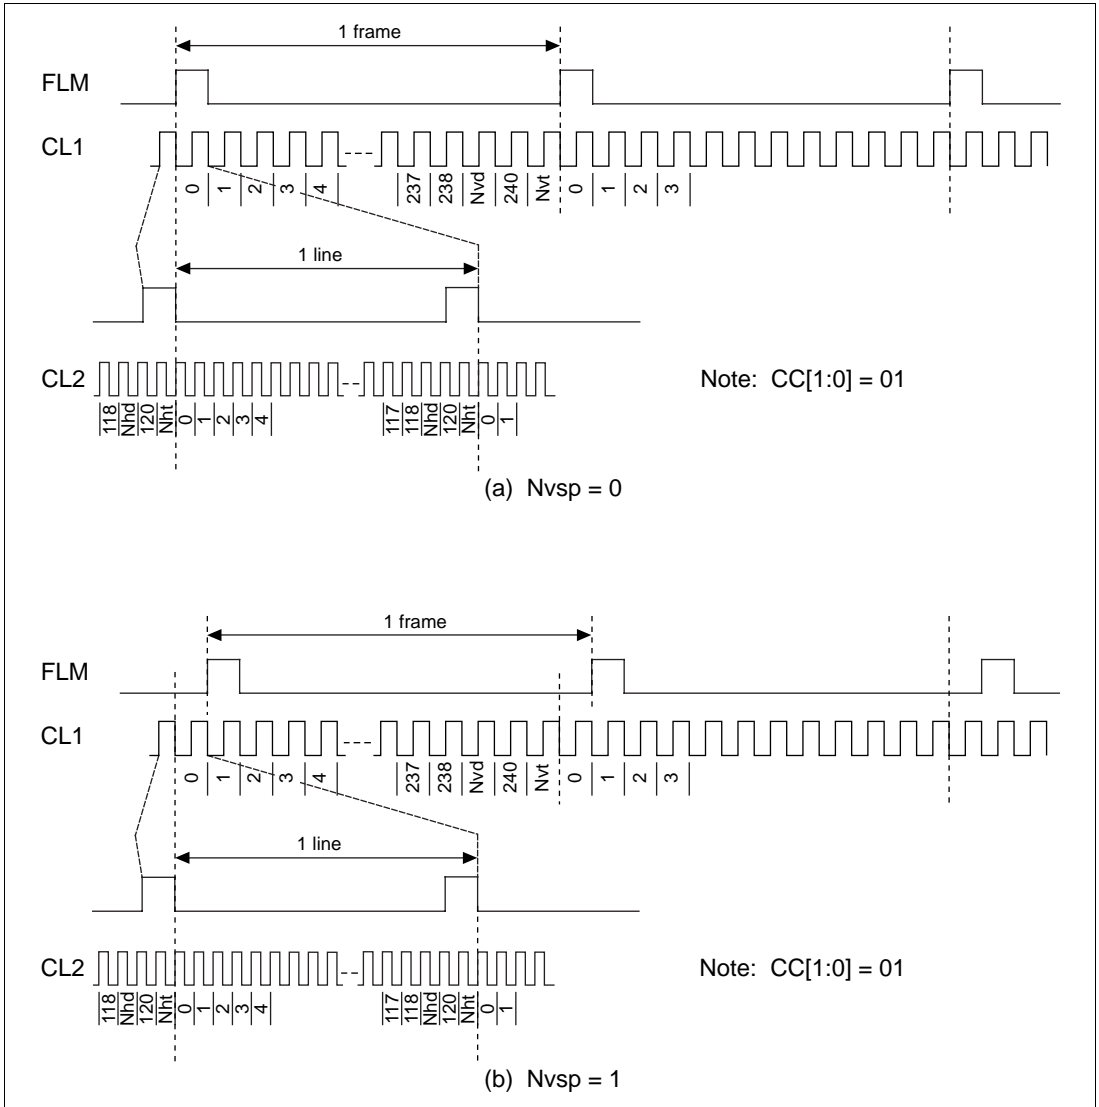 1 frame
FLM
CL1
0 1 2 3 4 237 238 Nvd 240 Nvt 0 1 2 3
1 line
CL2
Note: CC[1:0] = 01
118 Nhd 120 Nht 0 1 2 3 4 117 118 Nhd 120 Nht 0 1
(a) Nvsp = 0
1 frame
FLM
CL1
0 1 2 3 4 237 238 Nvd 240 Nvt 0 1 2 3
1 line
CL2
Note: CC[1:0] = 01
118 Nhd 120 Nht 0 1 2 3 4 117 118 Nhd 120 Nht 0 1
(b) Nvsp = 1